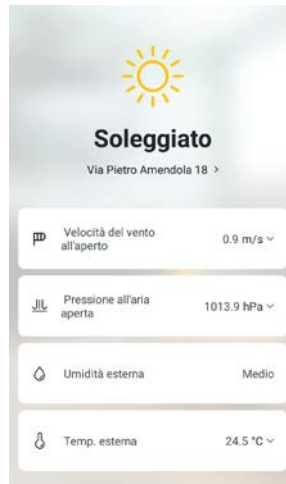 Soleggiato
Via Pietro Amendola 18 >
Velocità del vento
all'aperto
0.9 m/s
Pressione all'aria
aperta
1013.9 hPa
Umidità esterna
Medio
Temp. esterna
24.5 °C